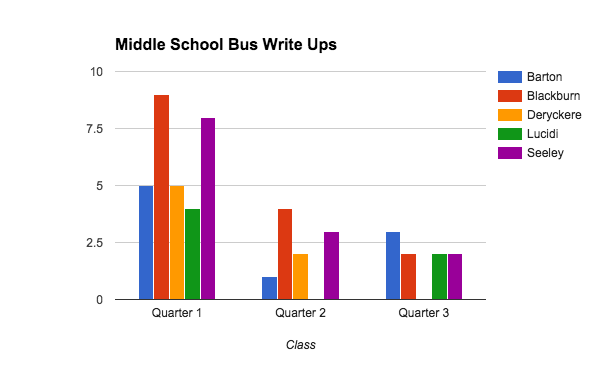 Middle School Bus Write Ups
10
7.5
5
2.5
0
Quarter 1
Quarter 2
Quarter 3
Class
Barton
Blackburn
Deryckere
Lucidi
Seeley